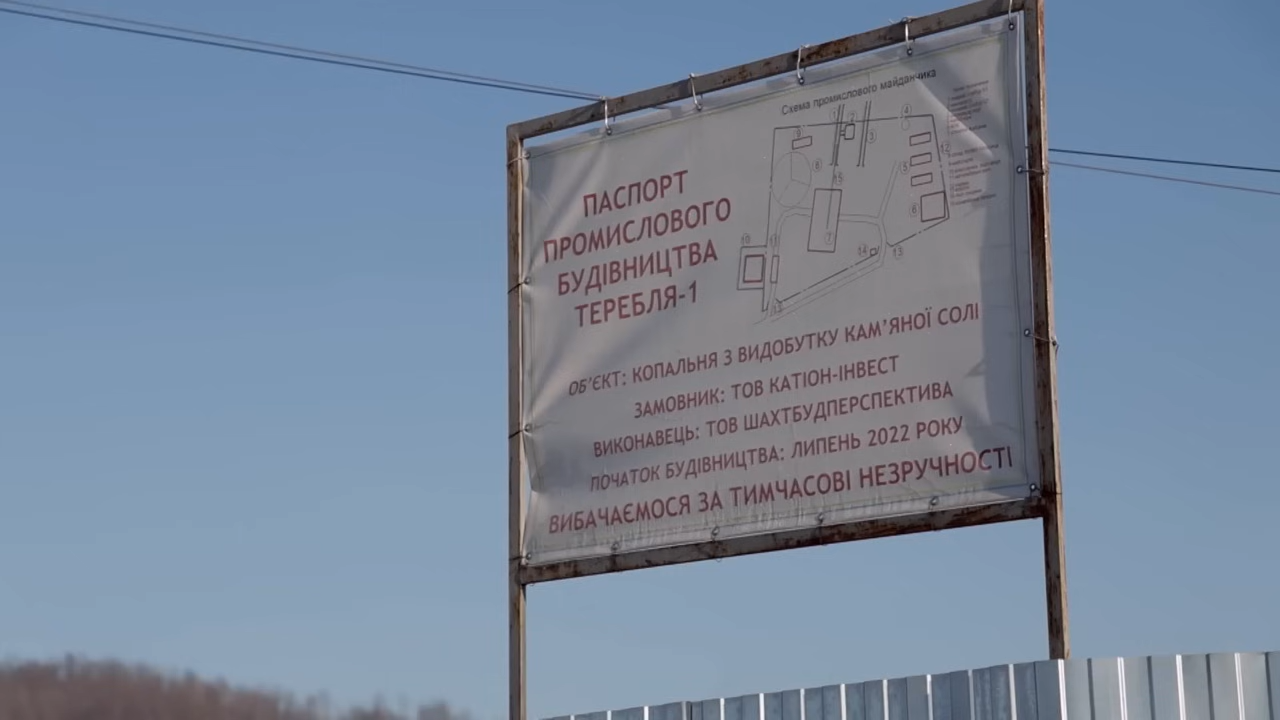 Схема промислового майданчика
ПАСПОРТ
ПРОМИСЛОВОГО
БУДІВНИЦТВА
ТЕРЕБЛЯ-1
ОБ'ЄКТ: КОПАЛЬНЯ З ВИДОБУТКУ КАМ'ЯНОЇ СОЛІ
ЗАМОВНИК: ТОВ КАТІОН-ІНВЕСТ
ВИКОНАВЕЦЬ: ТОВ ШАХТБУДПЕРСПЕКТИВА
ПОЧАТОК БУДІВНИЦТВА: ЛИПЕНЬ 2022 РОКУ
ВИБАЧАЄМОСЯ ЗА ТИМЧАСОВІ НЕЗРУЧНОСТІ